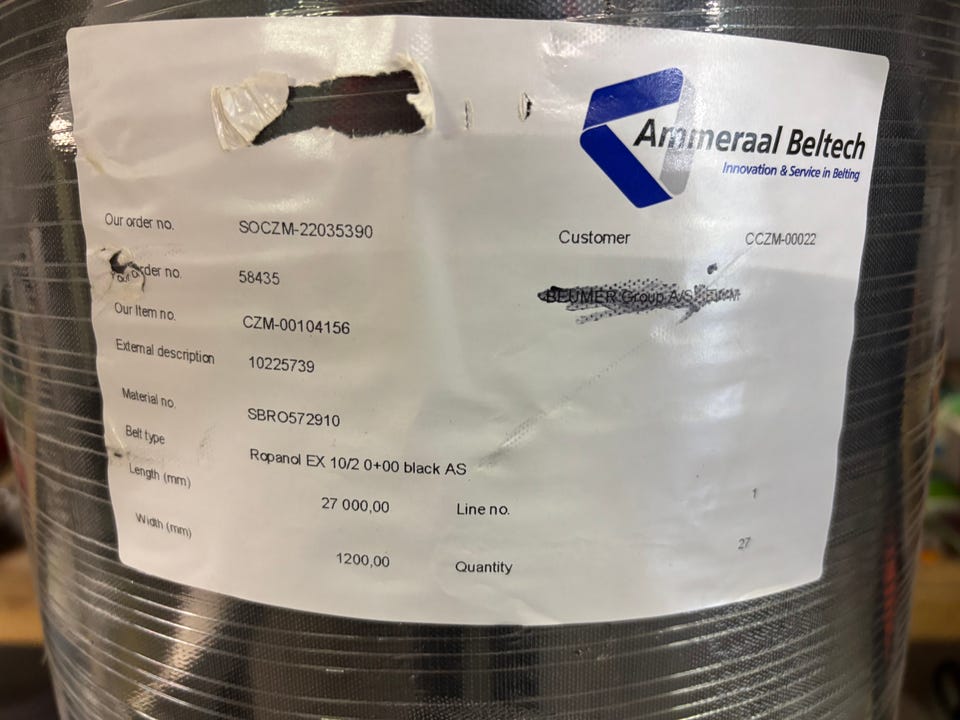 Ammeraal Beltech
Innovation & Service in Belting
Our order no. SOCZM-22035390 Customer CCZM-00022
order no. 58435 BEUMER Group A/S
Our Item no. CZM-00104156
External description 10225739
Material no. SBRO572910
Belt type Ropanol EX 10/2 0+00 black AS
Length (mm) 27 000,00 Line no. 1
Width (mm) 1200,00 Quantity 27